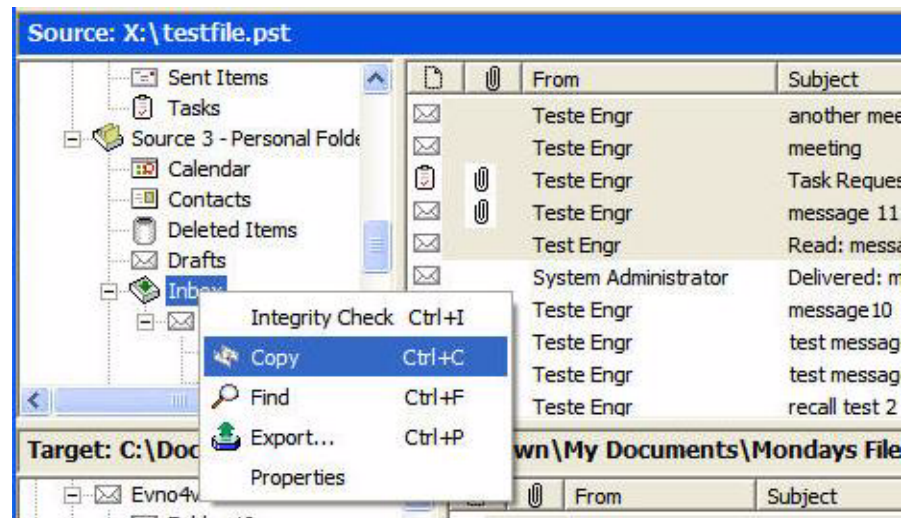 Source: X:\testfile.pst
Sent Items
Tasks
Source 3 - Personal Folde
Calendar
Contacts
Deleted Items
Drafts
Inbox
From Subject
Teste Engr another mee
Teste Engr meeting
Teste Engr Task Reques
Teste Engr message 11
Test Engr Read: messa
System Administrator Delivered: m
Teste Engr message10
Teste Engr test messag
Teste Engr test messag
Teste Engr recall test 2
Integrity Check Ctrl+I
Copy Ctrl+C
Find Ctrl+F
Export... Ctrl+P
Properties
Target: C:\Doc wn\My Documents\Mondays File
Evno4v
From Subject